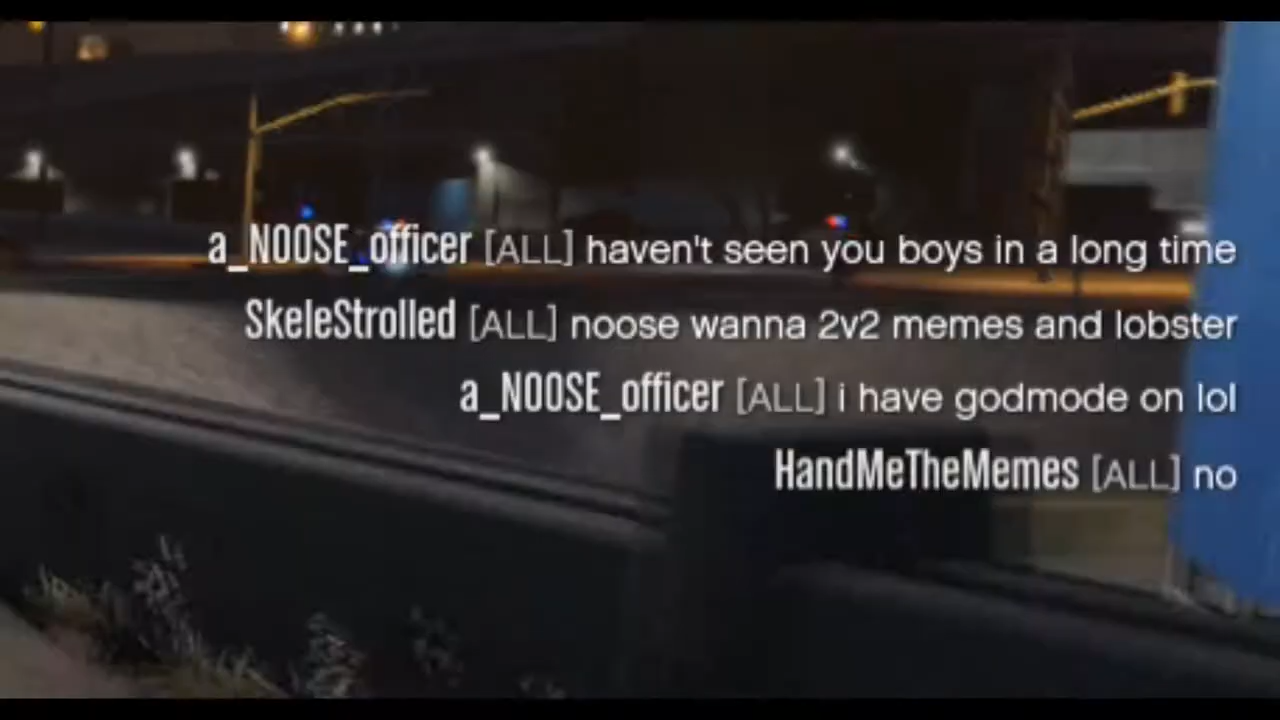 a_NOOSE_officer [ALL] haven't seen you boys in a long time
SkeleStrolled [ALL] noose wanna 2v2 memes and lobster
a_NOOSE_officer [ALL] i have godmode on lol
HandMeTheMemes [ALL] no